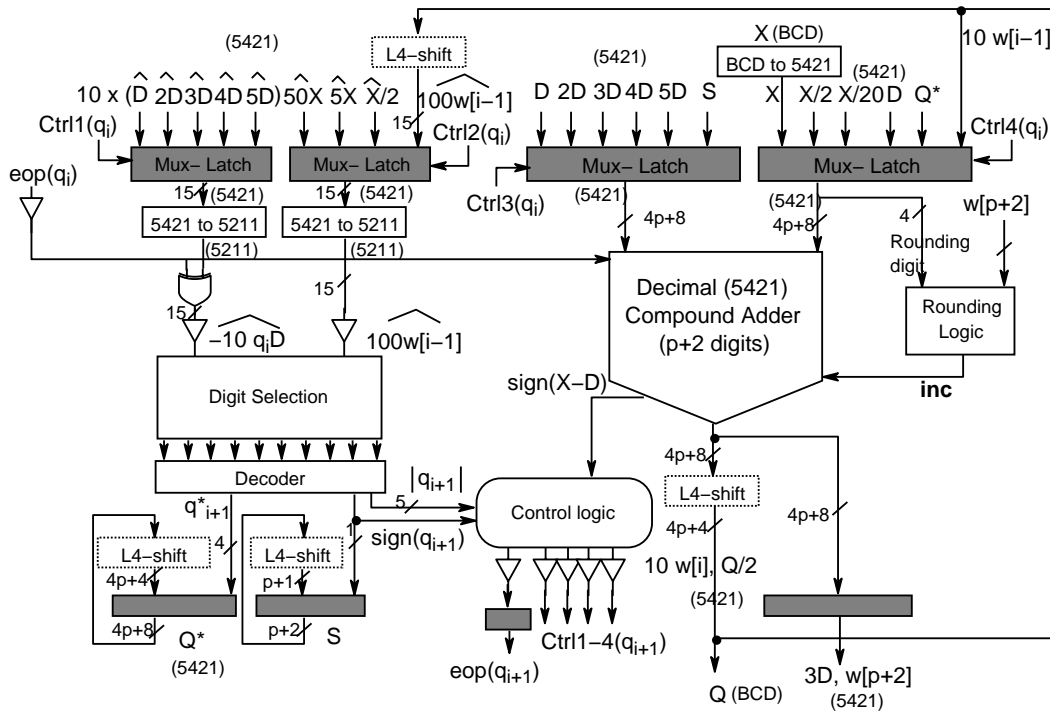 X (BCD)
10 w[i−1]
L4−shift
(5421)
(5421)
BCD to 5421
(5421)
10 x (D 2D 3D 4D 5D) 50X 5X X/2 100w[i−1]
D 2D 3D 4D 5D S
X X/2 X/20 D Q*
15
Ctrl1(qi)
Ctrl2(qi)
Ctrl4(qi)
Mux− Latch
Mux− Latch
Mux− Latch
Mux− Latch
eop(qi)
15 (5421)
15 (5421)
Ctrl3(qi)
(5421)
(5421)
5421 to 5211
5421 to 5211
4p+8
4p+8
4
w[p+2]
(5211)
(5211)
Rounding
digit
15
15
Decimal (5421)
Compound Adder
(p+2 digits)
Rounding
Logic
−10 qiD
100w[i−1]
sign(X−D)
inc
Digit Selection
4p+8
Decoder
|qi+1|
L4−shift
q*i+1
5
Control logic
4p+8
1
sign(qi+1)
4p+4
L4−shift
4
L4−shift
4p+4
p+1
10 w[i], Q/2
(5421)
4p+8
p+2
Q*
S
Ctrl1−4(qi+1)
(5421)
eop(qi+1)
Q (BCD)
3D, w[p+2]
(5421)